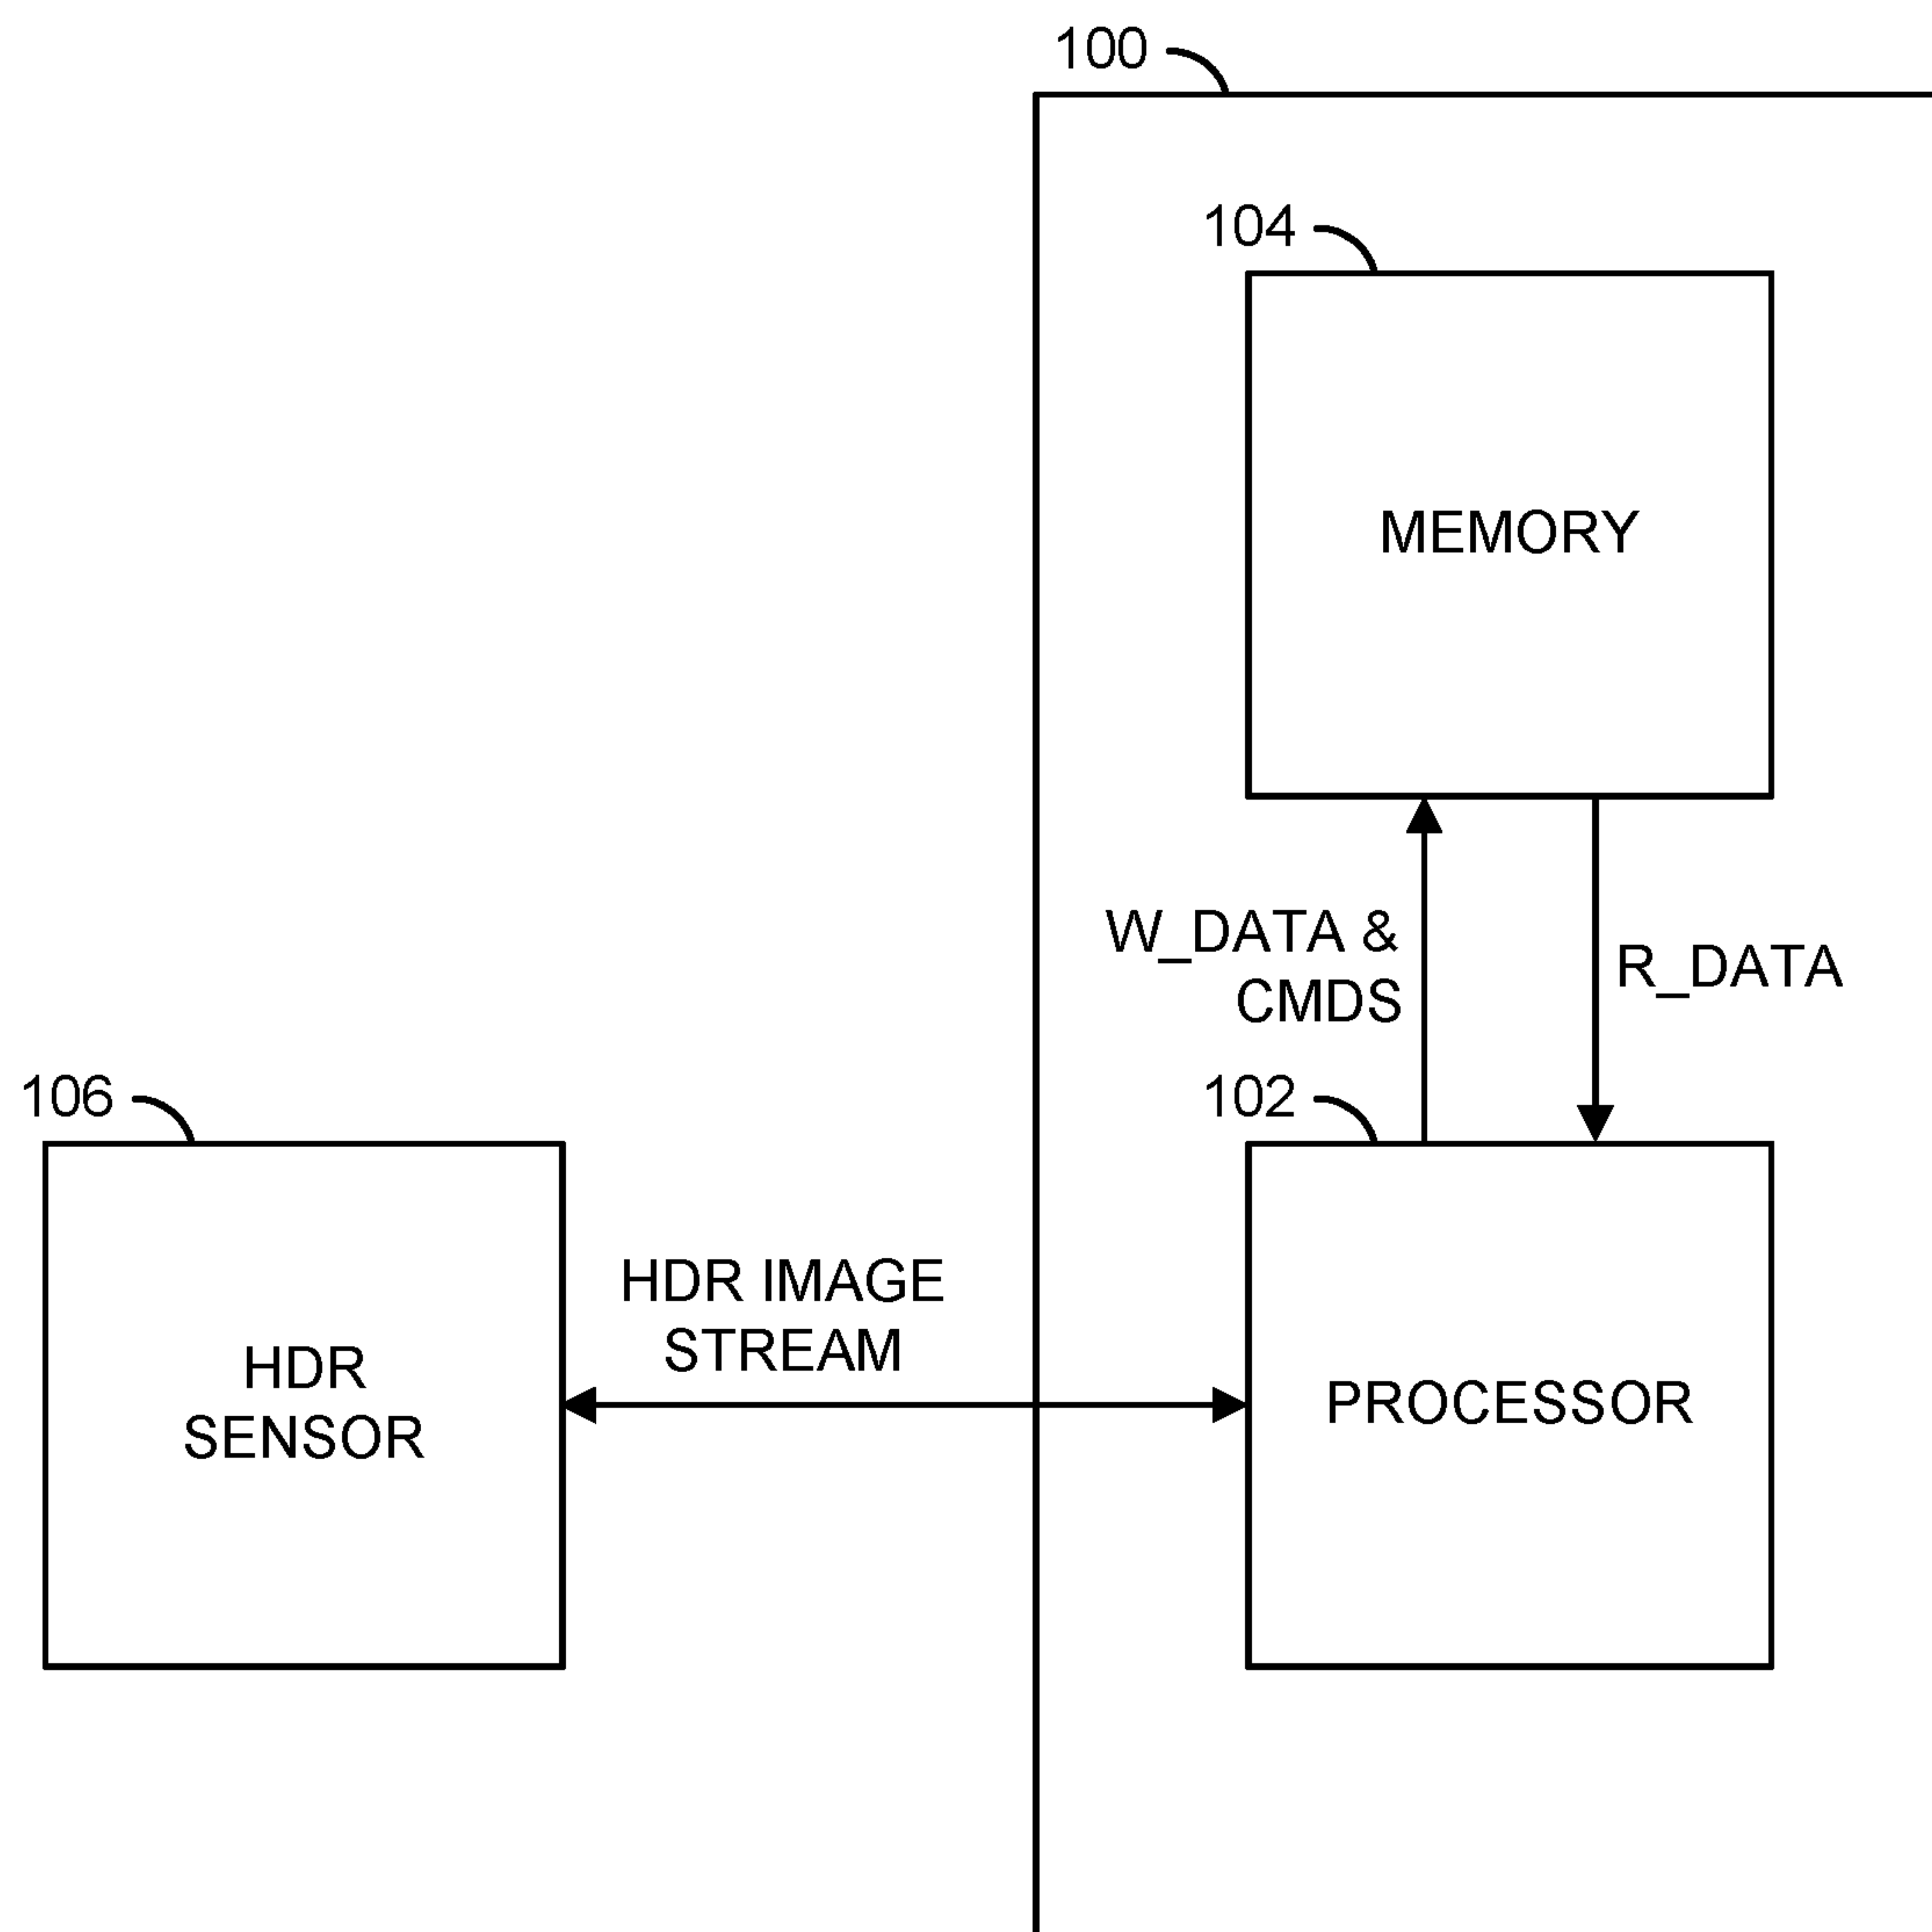 100
104
MEMORY
W_DATA &
CMDS
R_DATA
106
102
HDR IMAGE
STREAM
HDR
SENSOR
PROCESSOR